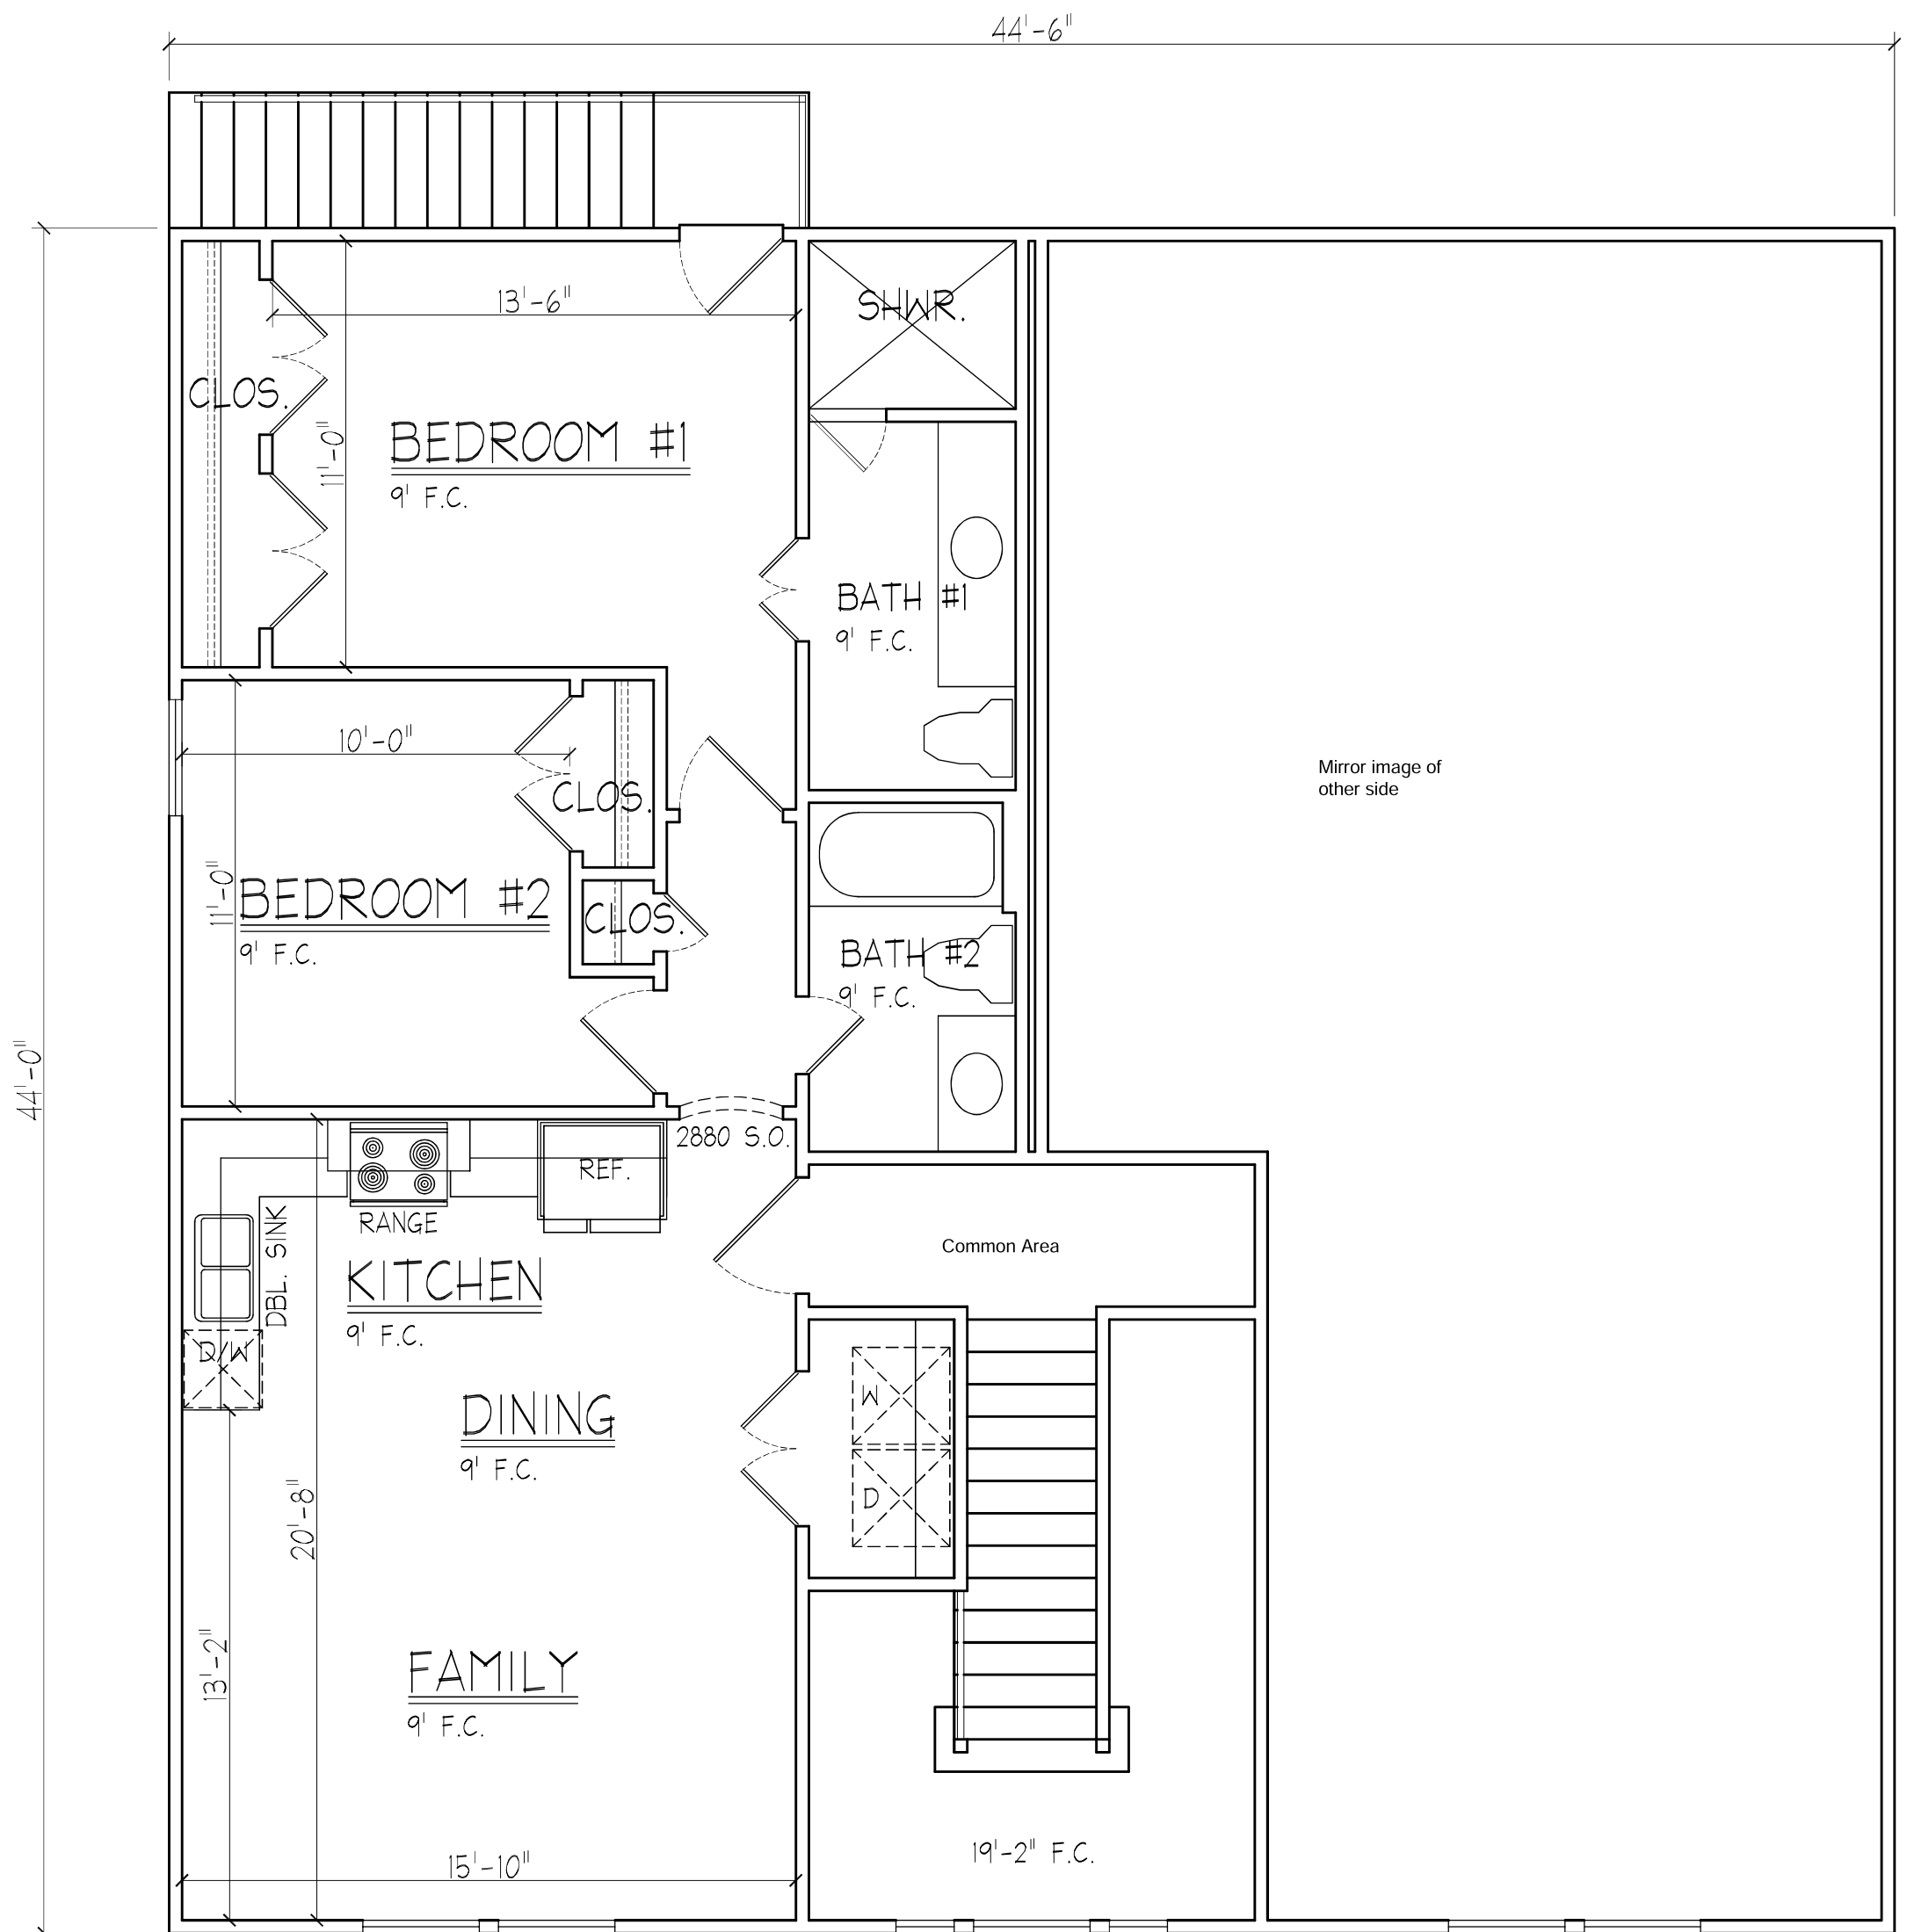 44'-6"
13'-6"
SHWR.
CLOS.
11'-0"
BEDROOM #1
9' F.C.
BATH #1
9' F.C.
10'-0"
CLOS.
Mirror image of
other side
11'-0"
BEDROOM #2
9' F.C.
CLOS.
BATH #2
9' F.C.
44'-0"
2880 S.O.
REF.
RANGE
DBL. SINK
KITCHEN
9' F.C.
Common Area
D/W
DINING
9' F.C.
W
D
20'-8"
13'-2"
FAMILY
9' F.C.
15'-10"
19'-2" F.C.